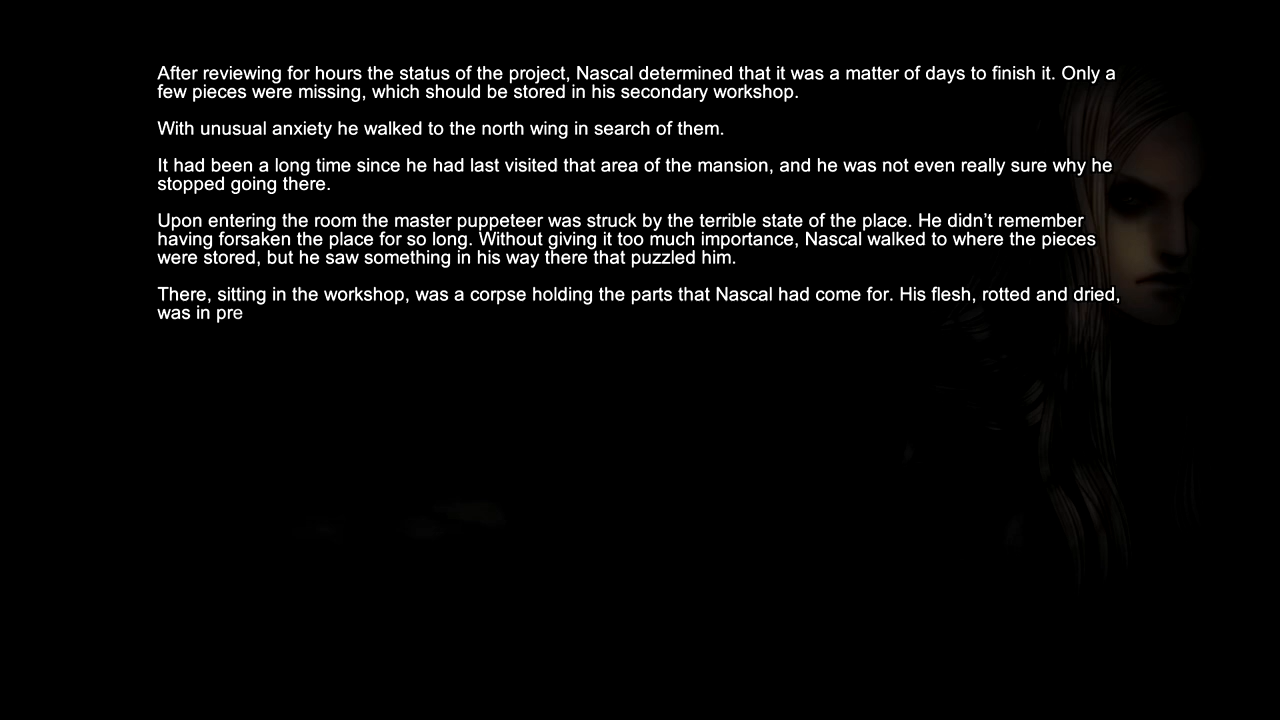 After reviewing for hours the status of the project, Nascal determined that it was a matter of days to finish it. Only a
few pieces were missing, which should be stored in his secondary workshop.
With unusual anxiety he walked to the north wing in search of them.
It had been a long time since he had last visited that area of the mansion, and he was not even really sure why he
stopped going there.
Upon entering the room the master puppeteer was struck by the terrible state of the place. He didn’t remember
having forsaken the place for so long. Without giving it too much importance, Nascal walked to where the pieces
were stored, but he saw something in his way there that puzzled him.
There, sitting in the workshop, was a corpse holding the parts that Nascal had come for. His flesh, rotted and dried,
was in pre